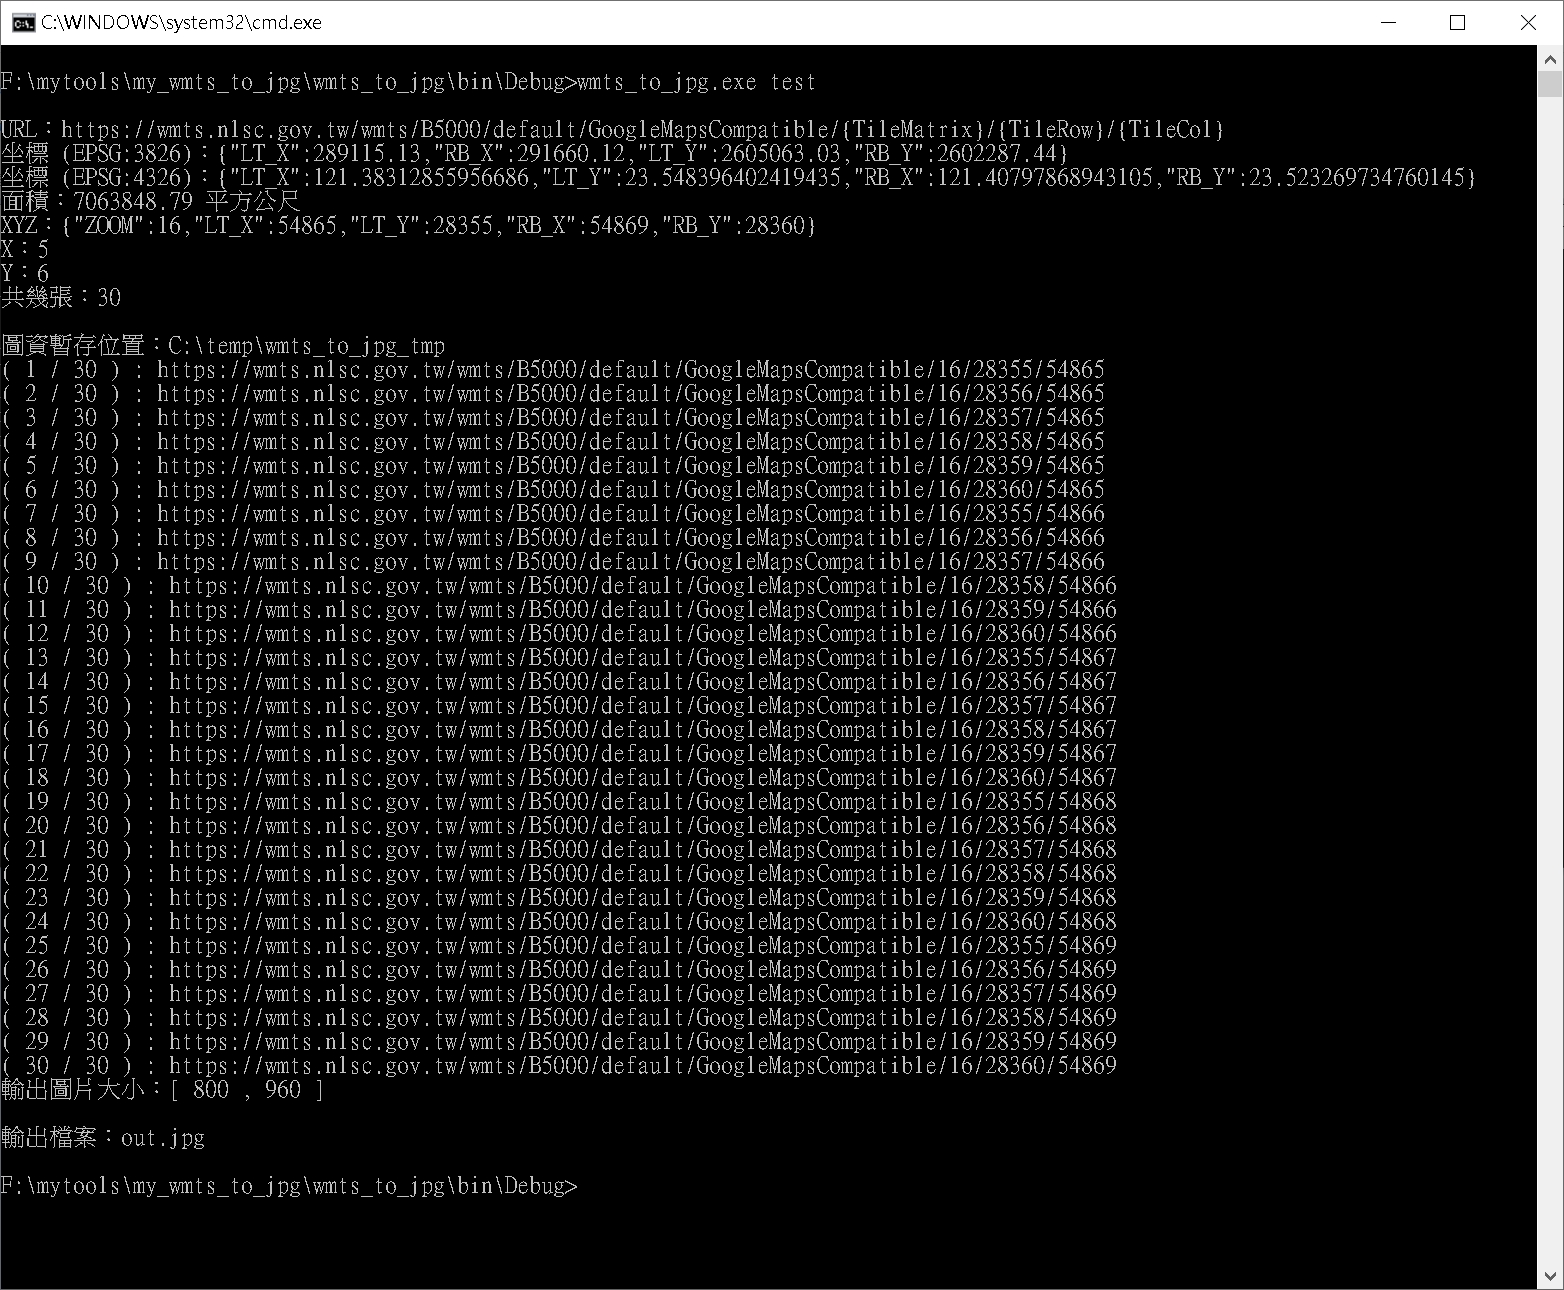 C:\WINDOWS\system32\cmd.exe
F:\mytools\my_wmts_to_jpg\wmts_to_jpg\bin\Debug>wmts_to_jpg.exe test
URL：https://wmts.nlsc.gov.tw/wmts/B5000/default/GoogleMapsCompatible/{TileMatrix}/{TileRow}/{TileCol}
坐標 (EPSG:3826)：{"LT_X":289115.13,"RB_X":291660.12,"LT_Y":2605063.03,"RB_Y":2602287.44}
坐標 (EPSG:4326)：{"LT_X":121.38312855956686,"LT_Y":23.548396402419435,"RB_X":121.40797868943105,"RB_Y":23.523269734760145}
面積：7063848.79 平方公尺
XYZ：{"ZOOM":16,"LT_X":54865,"LT_Y":28355,"RB_X":54869,"RB_Y":28360}
X：5
Y：6
共幾張：30
圖資暫存位置：C:\temp\wmts_to_jpg_tmp
( 1 / 30 ) : https://wmts.nlsc.gov.tw/wmts/B5000/default/GoogleMapsCompatible/16/28355/54865
( 2 / 30 ) : https://wmts.nlsc.gov.tw/wmts/B5000/default/GoogleMapsCompatible/16/28356/54865
( 3 / 30 ) : https://wmts.nlsc.gov.tw/wmts/B5000/default/GoogleMapsCompatible/16/28357/54865
( 4 / 30 ) : https://wmts.nlsc.gov.tw/wmts/B5000/default/GoogleMapsCompatible/16/28358/54865
( 5 / 30 ) : https://wmts.nlsc.gov.tw/wmts/B5000/default/GoogleMapsCompatible/16/28359/54865
( 6 / 30 ) : https://wmts.nlsc.gov.tw/wmts/B5000/default/GoogleMapsCompatible/16/28360/54865
( 7 / 30 ) : https://wmts.nlsc.gov.tw/wmts/B5000/default/GoogleMapsCompatible/16/28355/54866
( 8 / 30 ) : https://wmts.nlsc.gov.tw/wmts/B5000/default/GoogleMapsCompatible/16/28356/54866
( 9 / 30 ) : https://wmts.nlsc.gov.tw/wmts/B5000/default/GoogleMapsCompatible/16/28357/54866
( 10 / 30 ) : https://wmts.nlsc.gov.tw/wmts/B5000/default/GoogleMapsCompatible/16/28358/54866
( 11 / 30 ) : https://wmts.nlsc.gov.tw/wmts/B5000/default/GoogleMapsCompatible/16/28359/54866
( 12 / 30 ) : https://wmts.nlsc.gov.tw/wmts/B5000/default/GoogleMapsCompatible/16/28360/54866
( 13 / 30 ) : https://wmts.nlsc.gov.tw/wmts/B5000/default/GoogleMapsCompatible/16/28355/54867
( 14 / 30 ) : https://wmts.nlsc.gov.tw/wmts/B5000/default/GoogleMapsCompatible/16/28356/54867
( 15 / 30 ) : https://wmts.nlsc.gov.tw/wmts/B5000/default/GoogleMapsCompatible/16/28357/54867
( 16 / 30 ) : https://wmts.nlsc.gov.tw/wmts/B5000/default/GoogleMapsCompatible/16/28358/54867
( 17 / 30 ) : https://wmts.nlsc.gov.tw/wmts/B5000/default/GoogleMapsCompatible/16/28359/54867
( 18 / 30 ) : https://wmts.nlsc.gov.tw/wmts/B5000/default/GoogleMapsCompatible/16/28360/54867
( 19 / 30 ) : https://wmts.nlsc.gov.tw/wmts/B5000/default/GoogleMapsCompatible/16/28355/54868
( 20 / 30 ) : https://wmts.nlsc.gov.tw/wmts/B5000/default/GoogleMapsCompatible/16/28356/54868
( 21 / 30 ) : https://wmts.nlsc.gov.tw/wmts/B5000/default/GoogleMapsCompatible/16/28357/54868
( 22 / 30 ) : https://wmts.nlsc.gov.tw/wmts/B5000/default/GoogleMapsCompatible/16/28358/54868
( 23 / 30 ) : https://wmts.nlsc.gov.tw/wmts/B5000/default/GoogleMapsCompatible/16/28359/54868
( 24 / 30 ) : https://wmts.nlsc.gov.tw/wmts/B5000/default/GoogleMapsCompatible/16/28360/54868
( 25 / 30 ) : https://wmts.nlsc.gov.tw/wmts/B5000/default/GoogleMapsCompatible/16/28355/54869
( 26 / 30 ) : https://wmts.nlsc.gov.tw/wmts/B5000/default/GoogleMapsCompatible/16/28356/54869
( 27 / 30 ) : https://wmts.nlsc.gov.tw/wmts/B5000/default/GoogleMapsCompatible/16/28357/54869
( 28 / 30 ) : https://wmts.nlsc.gov.tw/wmts/B5000/default/GoogleMapsCompatible/16/28358/54869
( 29 / 30 ) : https://wmts.nlsc.gov.tw/wmts/B5000/default/GoogleMapsCompatible/16/28359/54869
( 30 / 30 ) : https://wmts.nlsc.gov.tw/wmts/B5000/default/GoogleMapsCompatible/16/28360/54869
輸出圖片大小：[ 800 , 960 ]
輸出檔案：out.jpg
F:\mytools\my_wmts_to_jpg\wmts_to_jpg\bin\Debug>